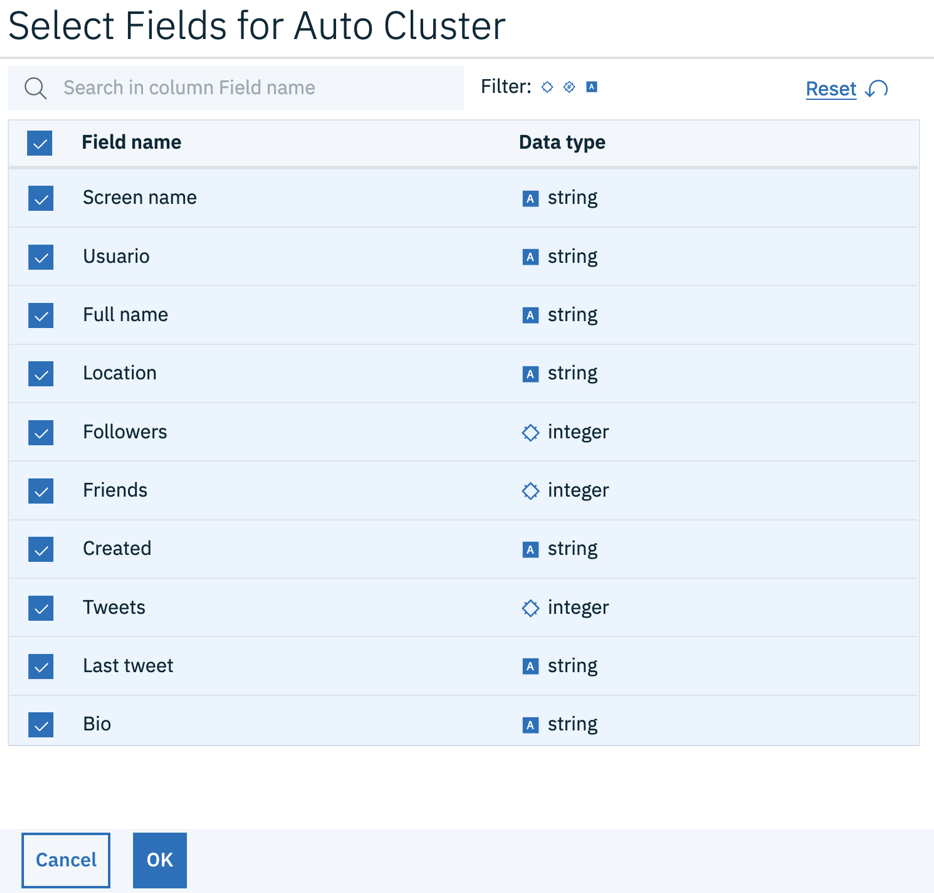 Select Fields for Auto Cluster
Search in column Field name Filter: A Reset
Field name Data type
Screen name A string
Usuario A string
Full name A string
Location A string
Followers integer
Friends integer
Created A string
Tweets integer
Last tweet A string
Bio A string
Cancel OK